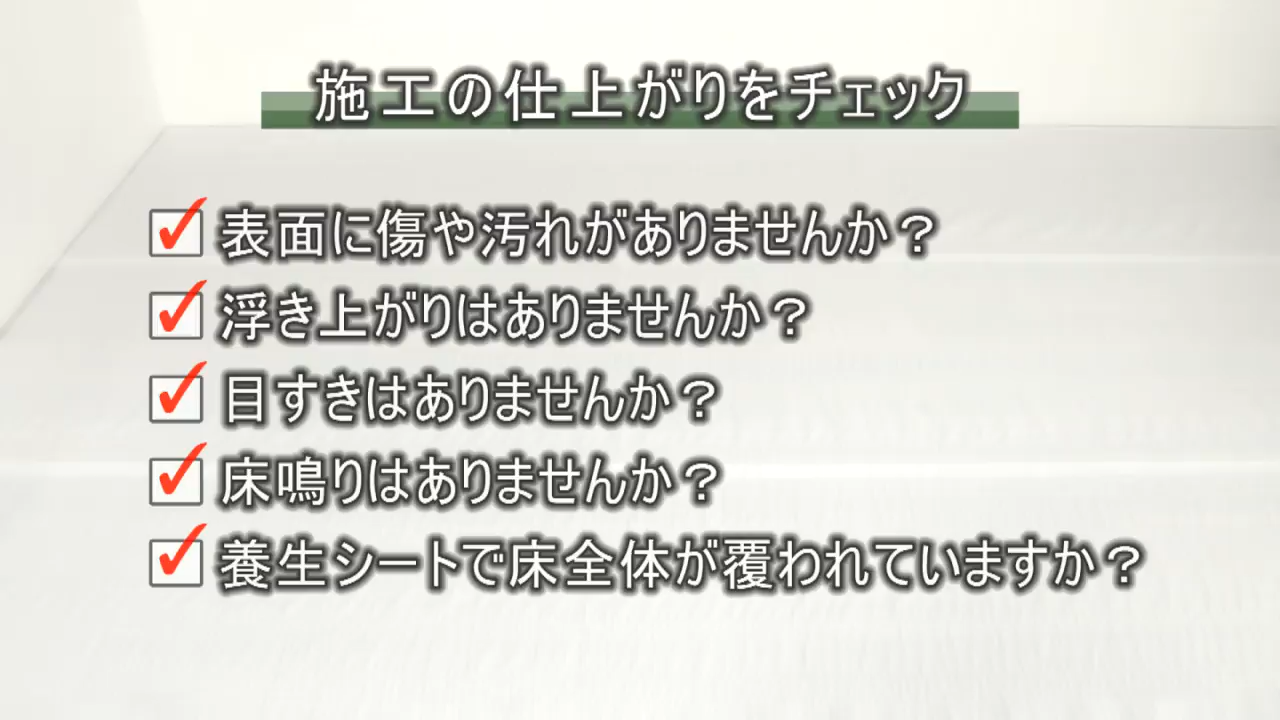 施工の仕上がりをチェック
表面に傷や汚れがありませんか？
浮き上がりはありませんか？
目すきはありませんか？
床鳴りはありませんか？
養生シートで床全体が覆われていますか？